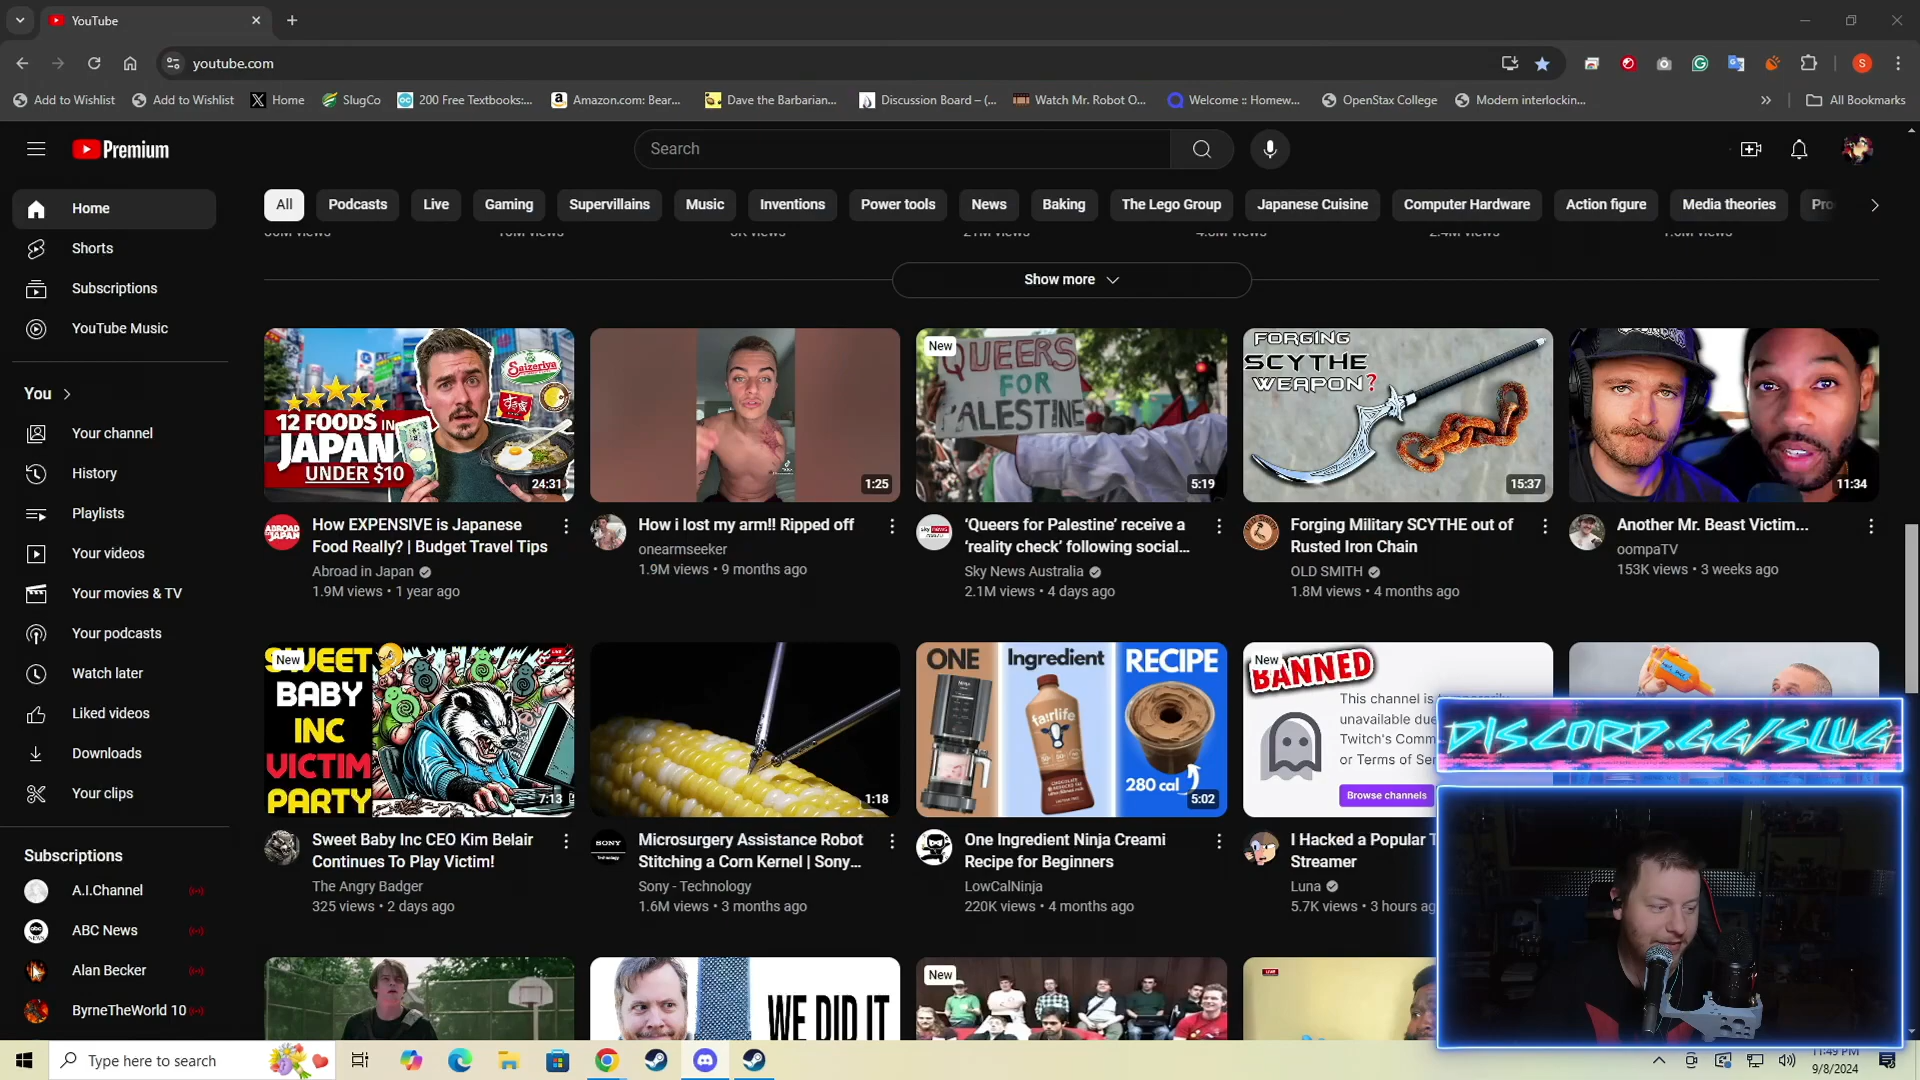 YouTube
youtube.com
Add to Wishlist
Add to Wishlist
Home
SlugCo
200 Free Textbooks:...
Amazon.com: Bear...
Dave the Barbarian...
Discussion Board – (...
Watch Mr. Robot O...
Welcome :: Homew...
OpenStax College
Modern interlockin...
All Bookmarks
Premium
Search
All
Podcasts
Live
Gaming
Supervillains
Music
Inventions
Power tools
News
Baking
The Lego Group
Japanese Cuisine
Computer Hardware
Action figure
Media theories
Home
Shorts
Subscriptions
YouTube Music
You
Your channel
History
Playlists
Your videos
Your movies & TV
Your podcasts
Watch later
Liked videos
Downloads
Your clips
Subscriptions
A.I.Channel
ABC News
Alan Becker
ByrneTheWorld 10
Show more
12 FOODS IN
JAPAN
UNDER $10
Saizeriya
24:31
1:25
New
QUEERS
FOR
PALESTINE
5:19
FORGING
SCYTHE
WEAPON?
15:37
11:34
How EXPENSIVE is Japanese
Food Really? | Budget Travel Tips
Abroad in Japan
1.9M views • 1 year ago
How i lost my arm!! Ripped off
onearmseeker
1.9M views • 9 months ago
‘Queers for Palestine’ receive a
‘reality check’ following social...
Sky News Australia
2.1M views • 4 days ago
Forging Military SCYTHE out of
Rusted Iron Chain
OLD SMITH
1.8M views • 4 months ago
Another Mr. Beast Victim...
oompaTV
153K views • 3 weeks ago
New
SWEET
BABY
INC
VICTIM
PARTY
7:13
1:18
ONE
Ingredient
RECIPE
fairlife
280 cal
5:02
New
BANNED
This channel is temporarily
unavailable due
Twitch's Comm
or Terms of Ser
Browse channels
DISCORD.GG/SLUG
Sweet Baby Inc CEO Kim Belair
Continues To Play Victim!
The Angry Badger
325 views • 2 days ago
SONY
Microsurgery Assistance Robot
Stitching a Corn Kernel | Sony...
Sony - Technology
1.6M views • 3 months ago
One Ingredient Ninja Creami
Recipe for Beginners
LowCalNinja
220K views • 4 months ago
I Hacked a Popular T
Streamer
Luna
5.7K views • 3 hours ag
WE DID IT
New
LIVE
Type here to search
11:49 PM
9/8/2024